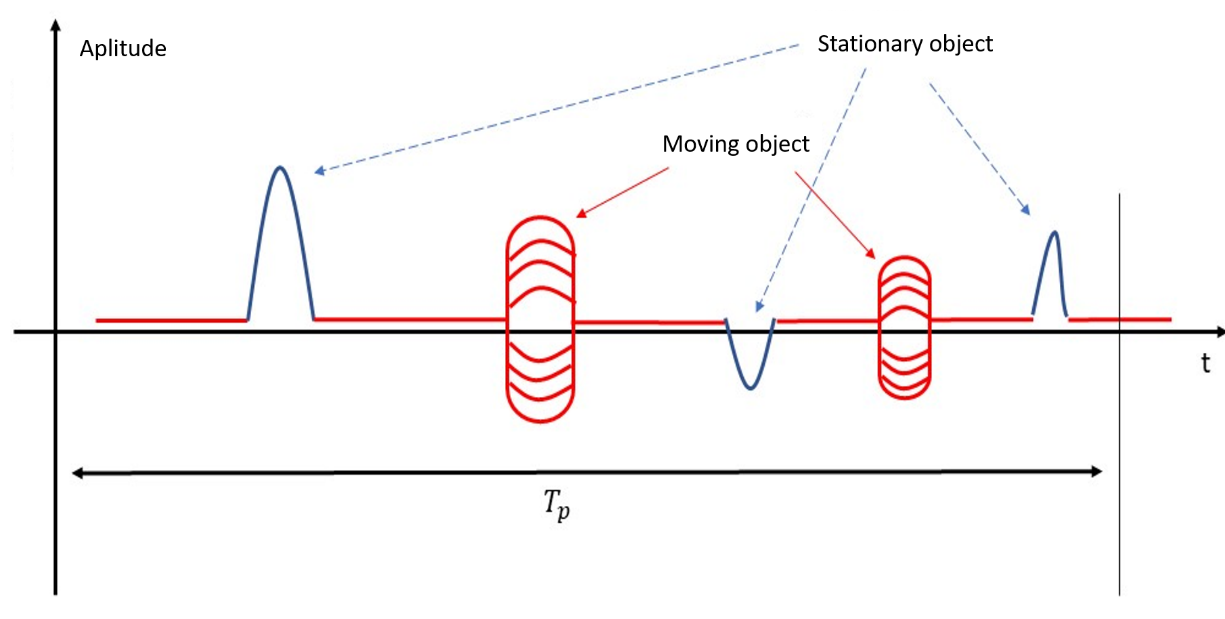 Aplitude
Stationary object
Moving object
t
T_p